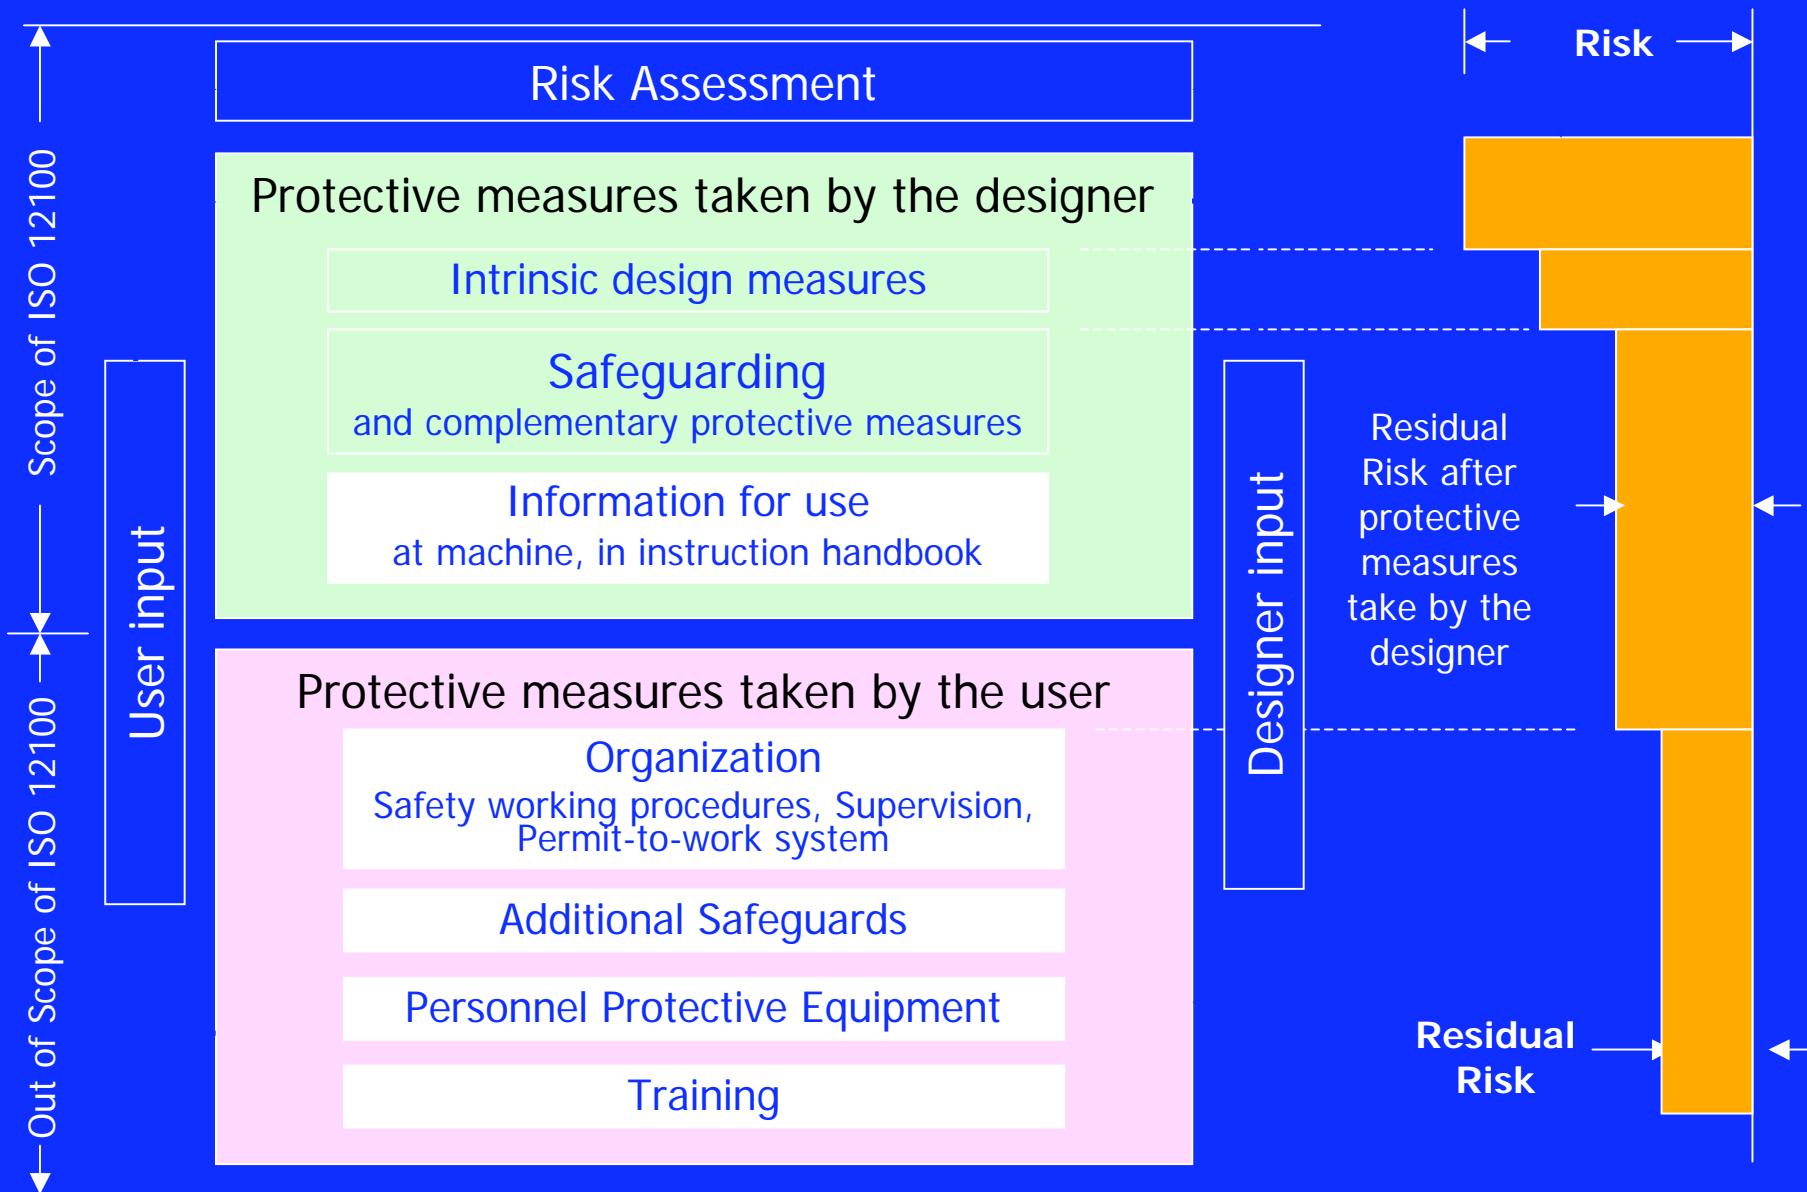 Risk Assessment
Risk
Scope of ISO 12100
Protective measures taken by the designer
Intrinsic design measures
Safeguarding
and complementary protective measures
Information for use
at machine, in instruction handbook
User input
Designer input
Residual
Risk after
protective
measures
take by the
designer
Out of Scope of ISO 12100
Protective measures taken by the user
Organization
Safety working procedures, Supervision,
Permit-to-work system
Additional Safeguards
Personnel Protective Equipment
Training
Residual
Risk